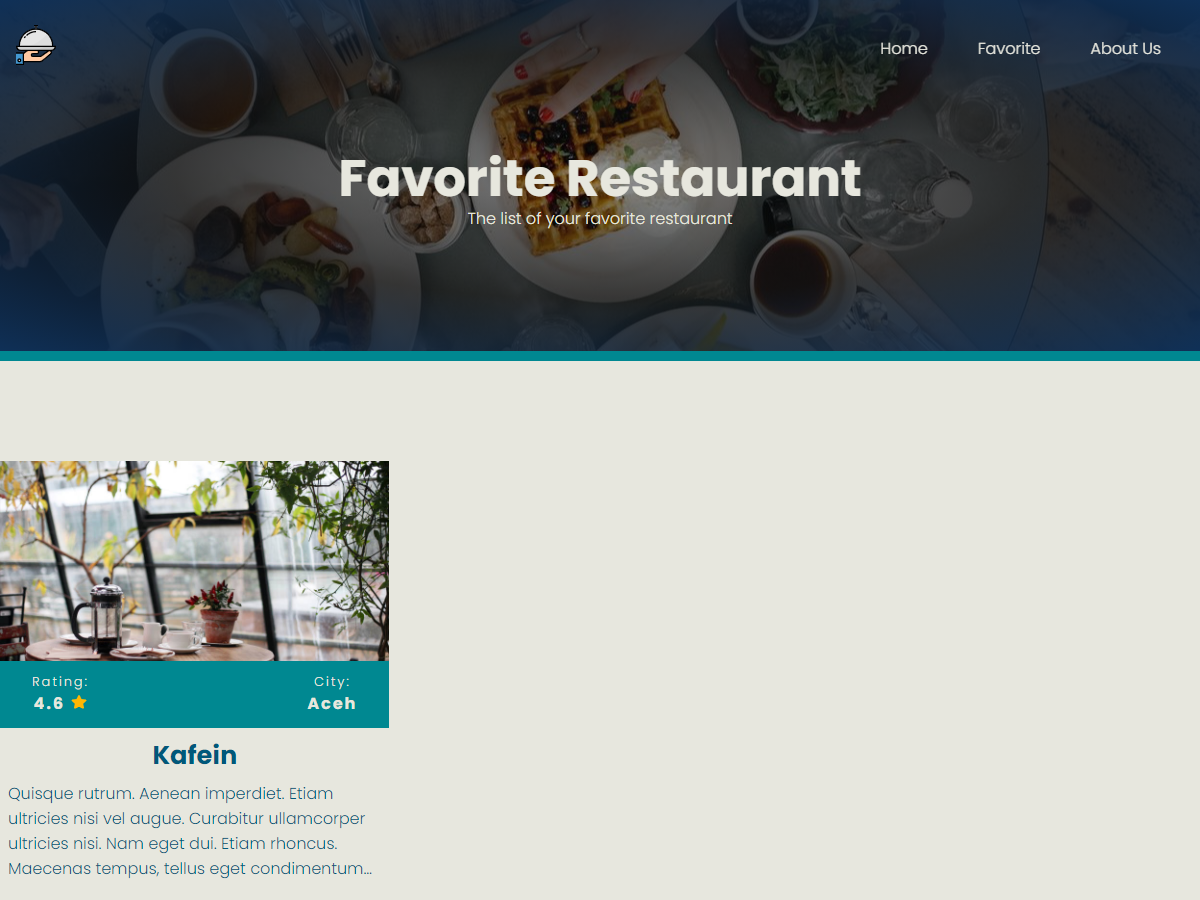 Home
Favorite
About Us
Favorite Restaurant
The list of your favorite restaurant
Rating:
4.6
City:
Aceh
Kafein
Quisque rutrum. Aenean imperdiet. Etiam
ultricies nisi vel augue. Curabitur ullamcorper
ultricies nisi. Nam eget dui. Etiam rhoncus.
Maecenas tempus, tellus eget condimentum...